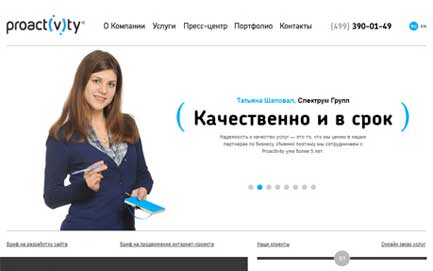 proact(v)ty®
О Компании Услуги Пресс-центр Портфолио Контакты (499) 390-01-49 RU EN
Татьяна Шаповал, Спектрум Групп
(Качественно и в срок)
Надежность и качество услуг — это то, что мы ценим в наших
партнерах по бизнесу. Именно поэтому мы сотрудничаем с
Proactivity уже более 5 лет.
Бриф на разработку сайта Бриф на продвижение интернет-проекта Наши клиенты Онлайн заказ услуг
01